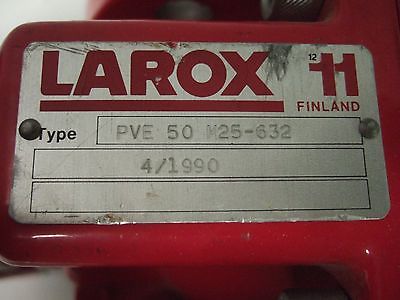 LAROX 12 11
FINLAND
Type PVE 50 M25-632
4/1990